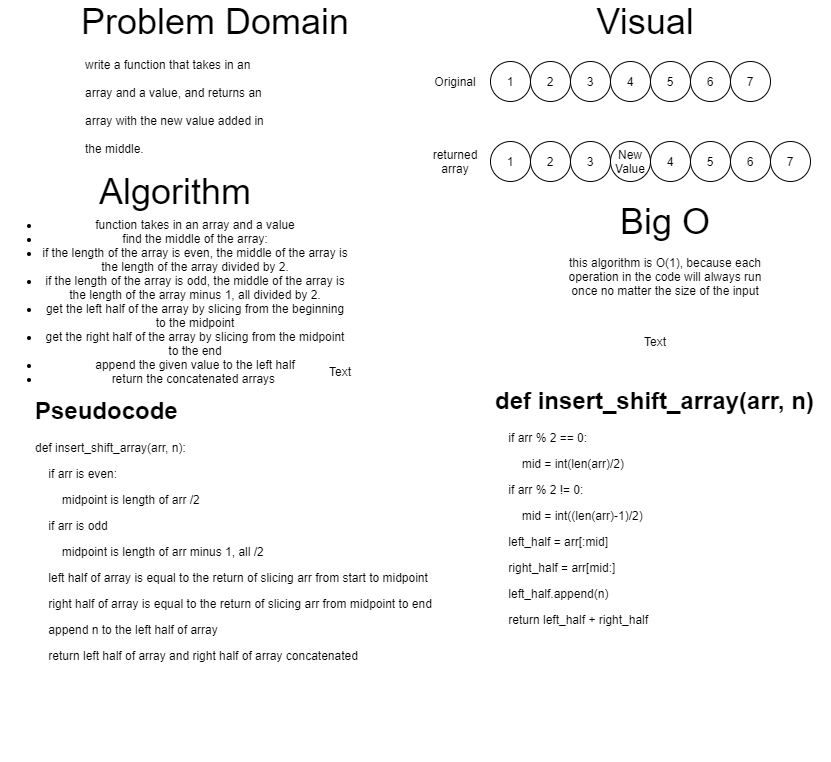 Problem Domain
write a function that takes in an
array and a value, and returns an
array with the new value added in
the middle.
Algorithm
function takes in an array and a value
find the middle of the array:
if the length of the array is even, the middle of the array is
the length of the array divided by 2.
if the length of the array is odd, the middle of the array is
the length of the array minus 1, all divided by 2.
get the left half of the array by slicing from the beginning
to the midpoint
get the right half of the array by slicing from the midpoint
to the end
append the given value to the left half
return the concatenated arrays
Text
Pseudocode
def insert_shift_array(arr, n):
if arr is even:
midpoint is length of arr /2
if arr is odd
midpoint is length of arr minus 1, all /2
left half of array is equal to the return of slicing arr from start to midpoint
right half of array is equal to the return of slicing arr from midpoint to end
append n to the left half of array
return left half of array and right half of array concatenated
Visual
Original 1 2 3 4 5 6 7
returned
array
1 2 3 New
Value 4 5 6 7
Big O
this algorithm is O(1), because each
operation in the code will always run
once no matter the size of the input
Text
def insert_shift_array(arr, n)
if arr % 2 == 0:
mid = int(len(arr)/2)
if arr % 2 != 0:
mid = int((len(arr)-1)/2)
left_half = arr[:mid]
right_half = arr[mid:]
left_half.append(n)
return left_half + right_half